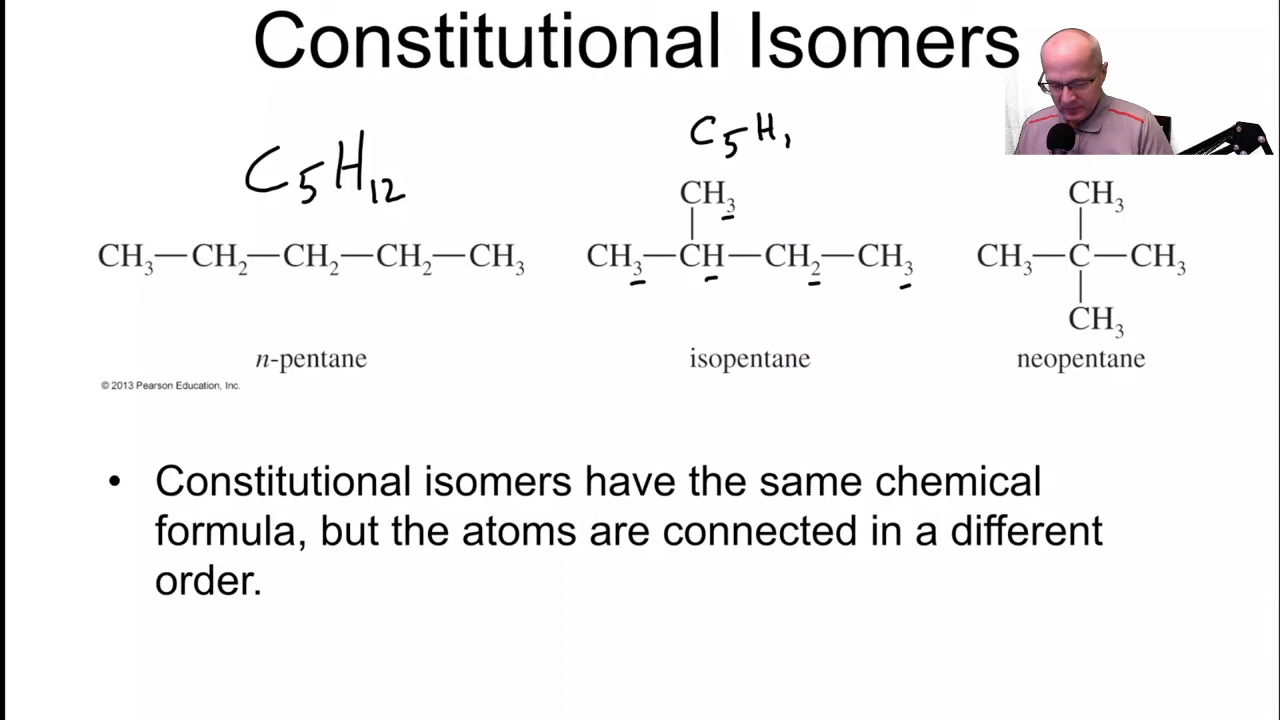 Constitutional Isomers
C₅H₁₂
C₅H₁
CH₃
CH₃—CH₂—CH₂—CH₂—CH₃
CH₃—CH—CH₂—CH₃
CH₃
CH₃—C—CH₃
CH₃
n-pentane
isopentane
neopentane
© 2013 Pearson Education, Inc.
• Constitutional isomers have the same chemical
formula, but the atoms are connected in a different
order.